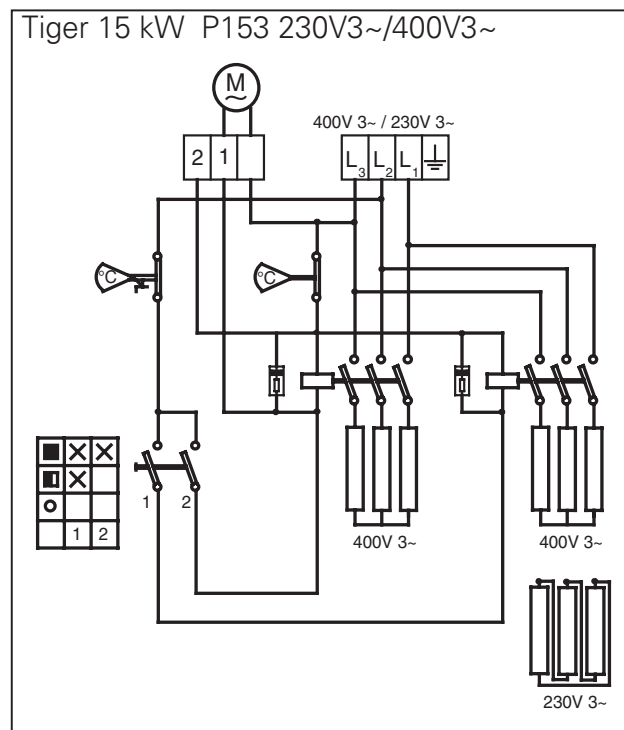 Tiger 15 kW P153 230V3~/400V3~
M
~
400V 3~ / 230V 3~
2 1
L3 L2 L1
°C
°C
1 2
1 2
400V 3~
400V 3~
230V 3~